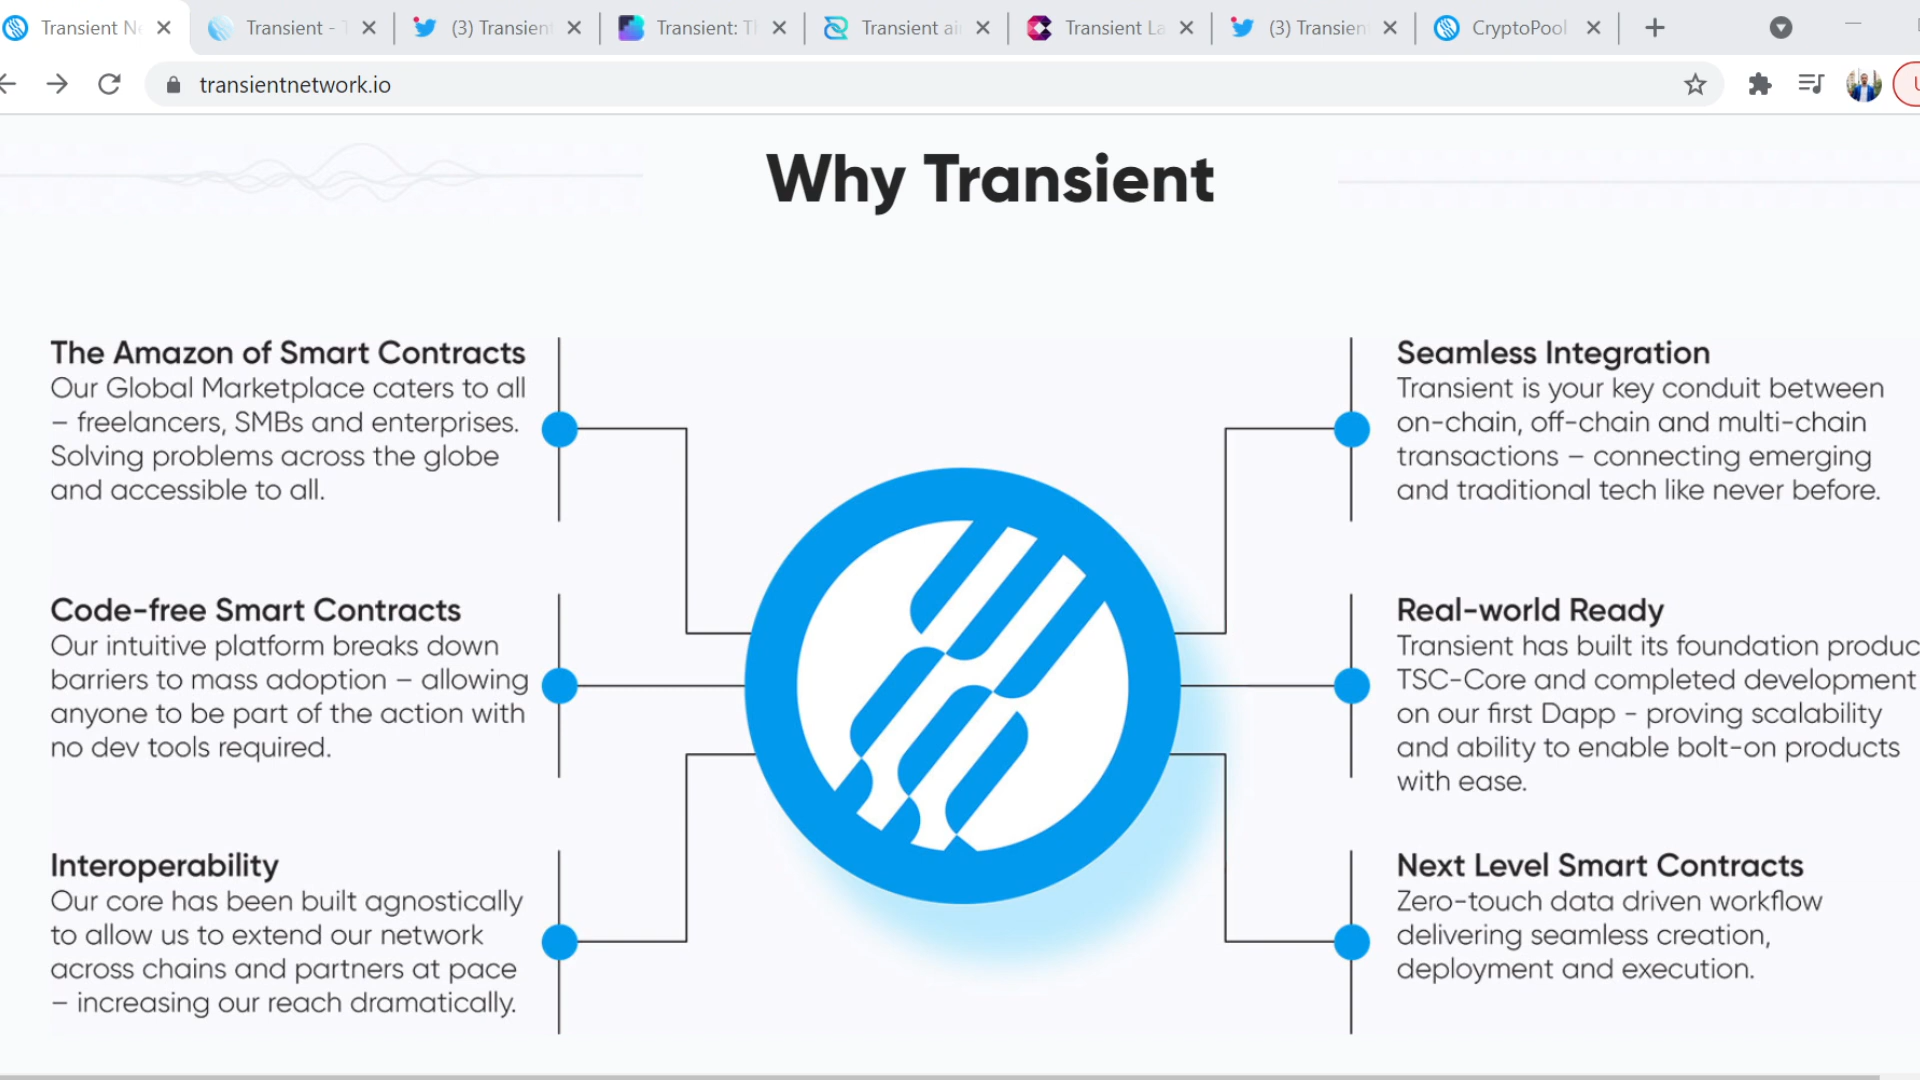 Transient Ne
Transient - T
(3) Transient
Transient: Th
Transient air
Transient La
(3) Transient
CryptoPool
transientnetwork.io
Why Transient
The Amazon of Smart Contracts
Our Global Marketplace caters to all
– freelancers, SMBs and enterprises.
Solving problems across the globe
and accessible to all.
Code-free Smart Contracts
Our intuitive platform breaks down
barriers to mass adoption – allowing
anyone to be part of the action with
no dev tools required.
Interoperability
Our core has been built agnostically
to allow us to extend our network
across chains and partners at pace
– increasing our reach dramatically.
Seamless Integration
Transient is your key conduit between
on-chain, off-chain and multi-chain
transactions – connecting emerging
and traditional tech like never before.
Real-world Ready
Transient has built its foundation produc
TSC-Core and completed development
on our first Dapp - proving scalability
and ability to enable bolt-on products
with ease.
Next Level Smart Contracts
Zero-touch data driven workflow
delivering seamless creation,
deployment and execution.